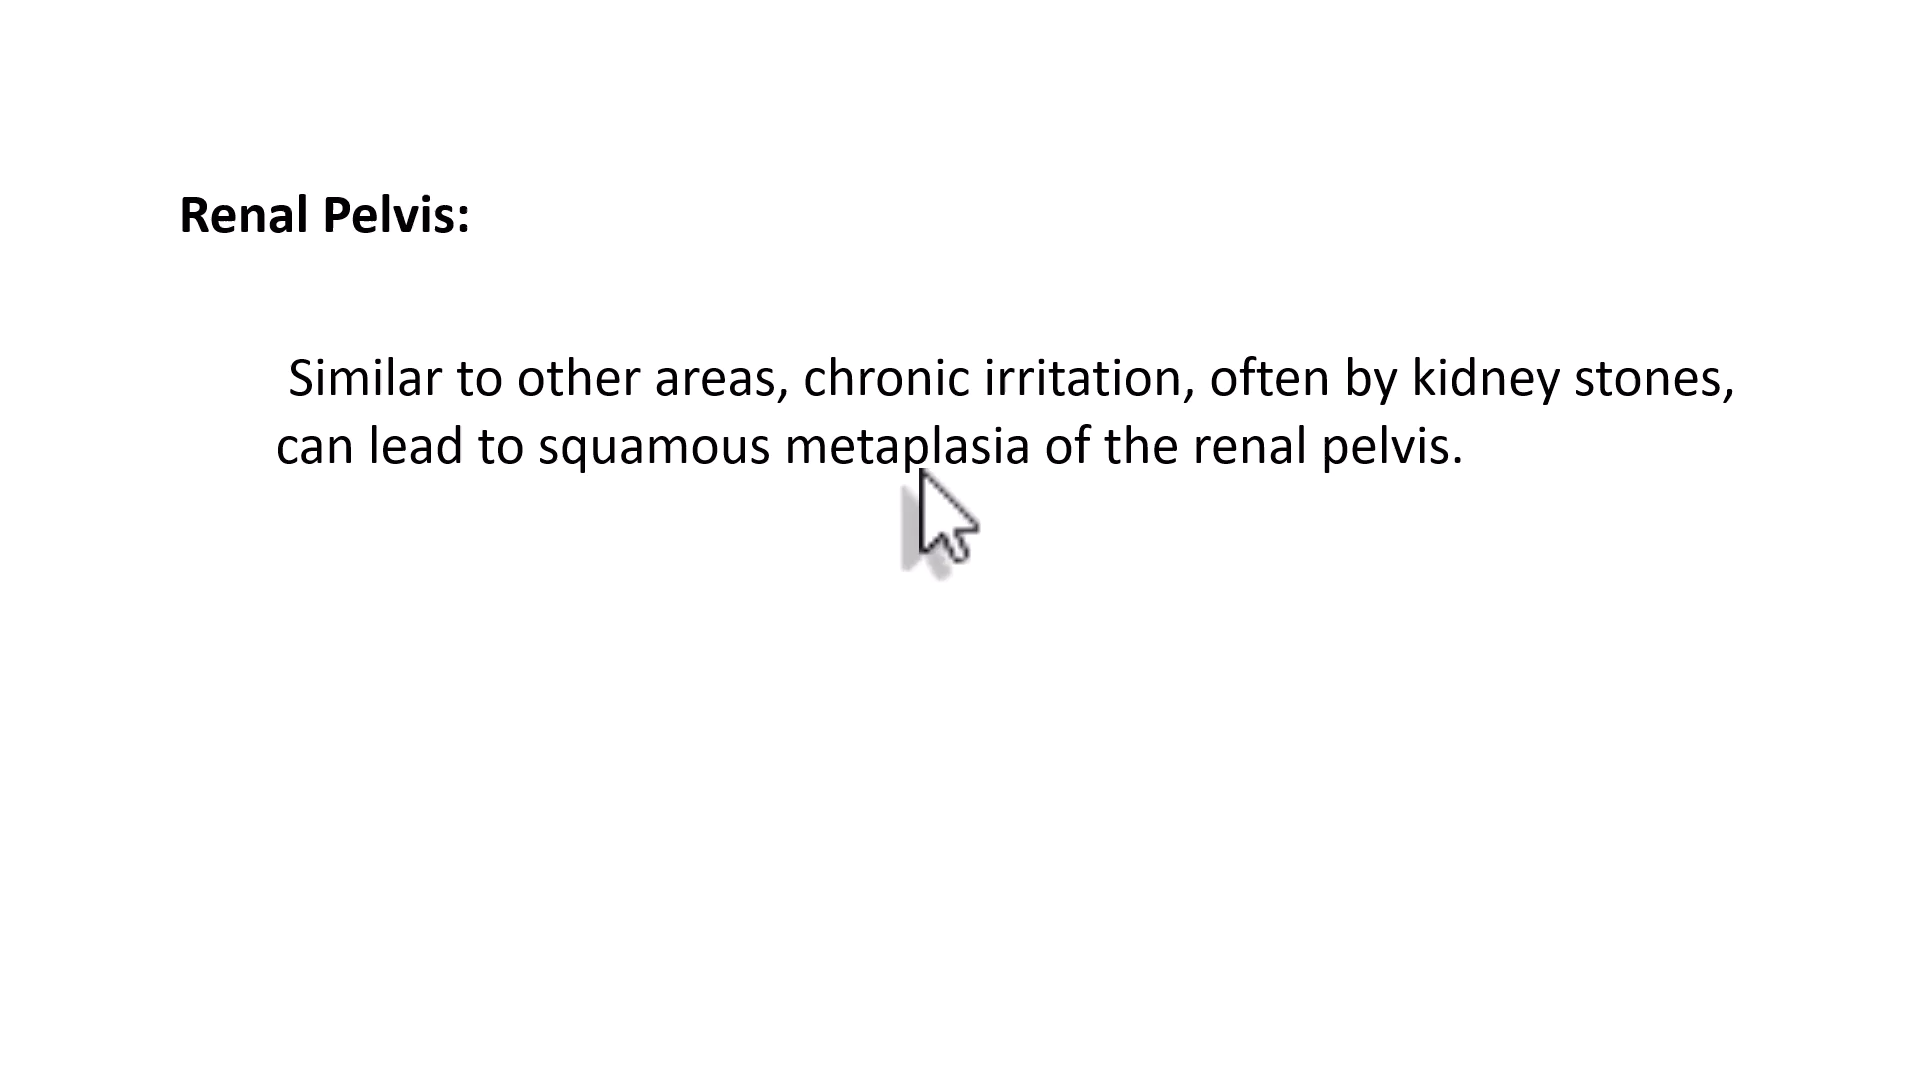 Renal Pelvis:
Similar to other areas, chronic irritation, often by kidney stones,
can lead to squamous metaplasia of the renal pelvis.